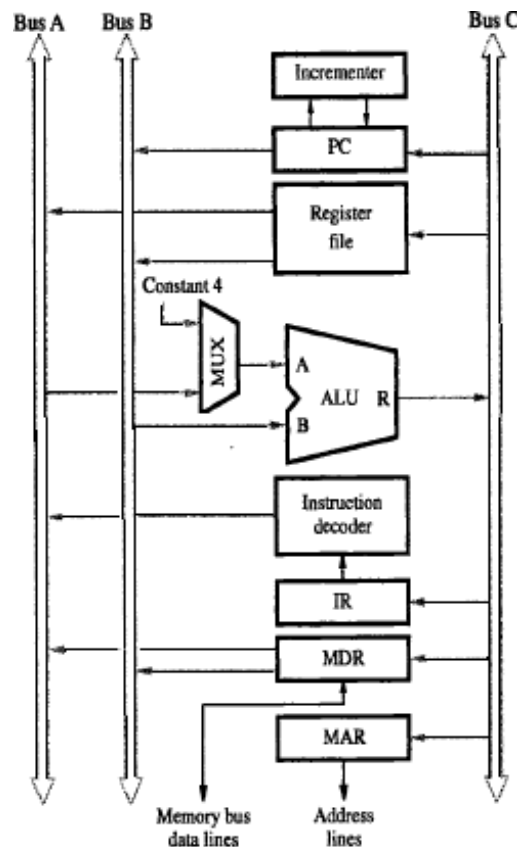 Bus A
Bus B
Bus C
Incrementer
PC
Register
file
Constant 4
MUX
A
ALU
R
B
Instruction
decoder
IR
MDR
MAR
Memory bus
data lines
Address
lines